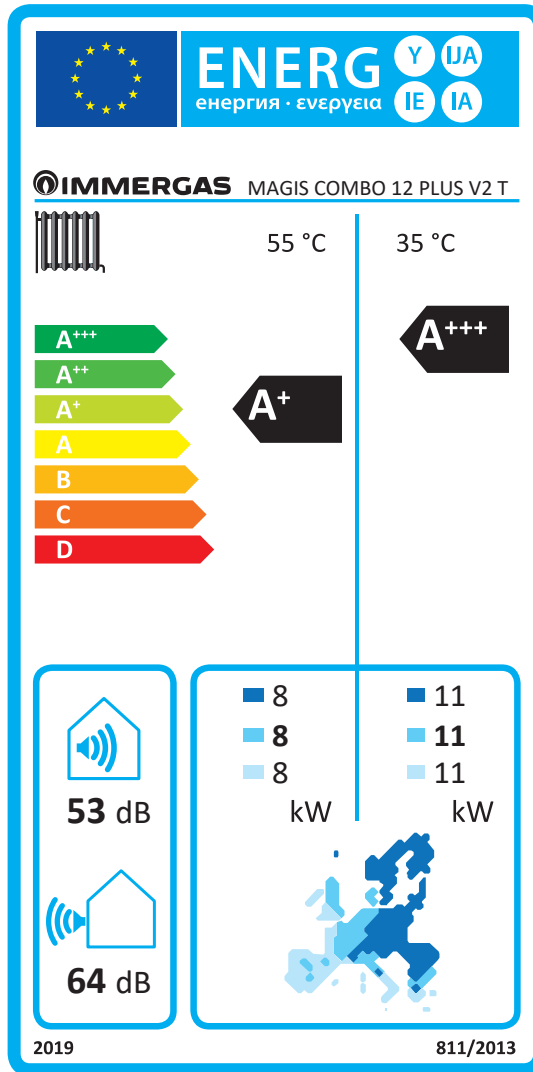 ENERG Y IJA
енергия · ενεργεια IE IA
IMMERGAS MAGIS COMBO 12 PLUS V2 T
55 °C 35 °C
A+++
A+++
A++
A+
A+
A
B
C
D
8 11
8 11
8 11
kW kW
53 dB
64 dB
2019 811/2013